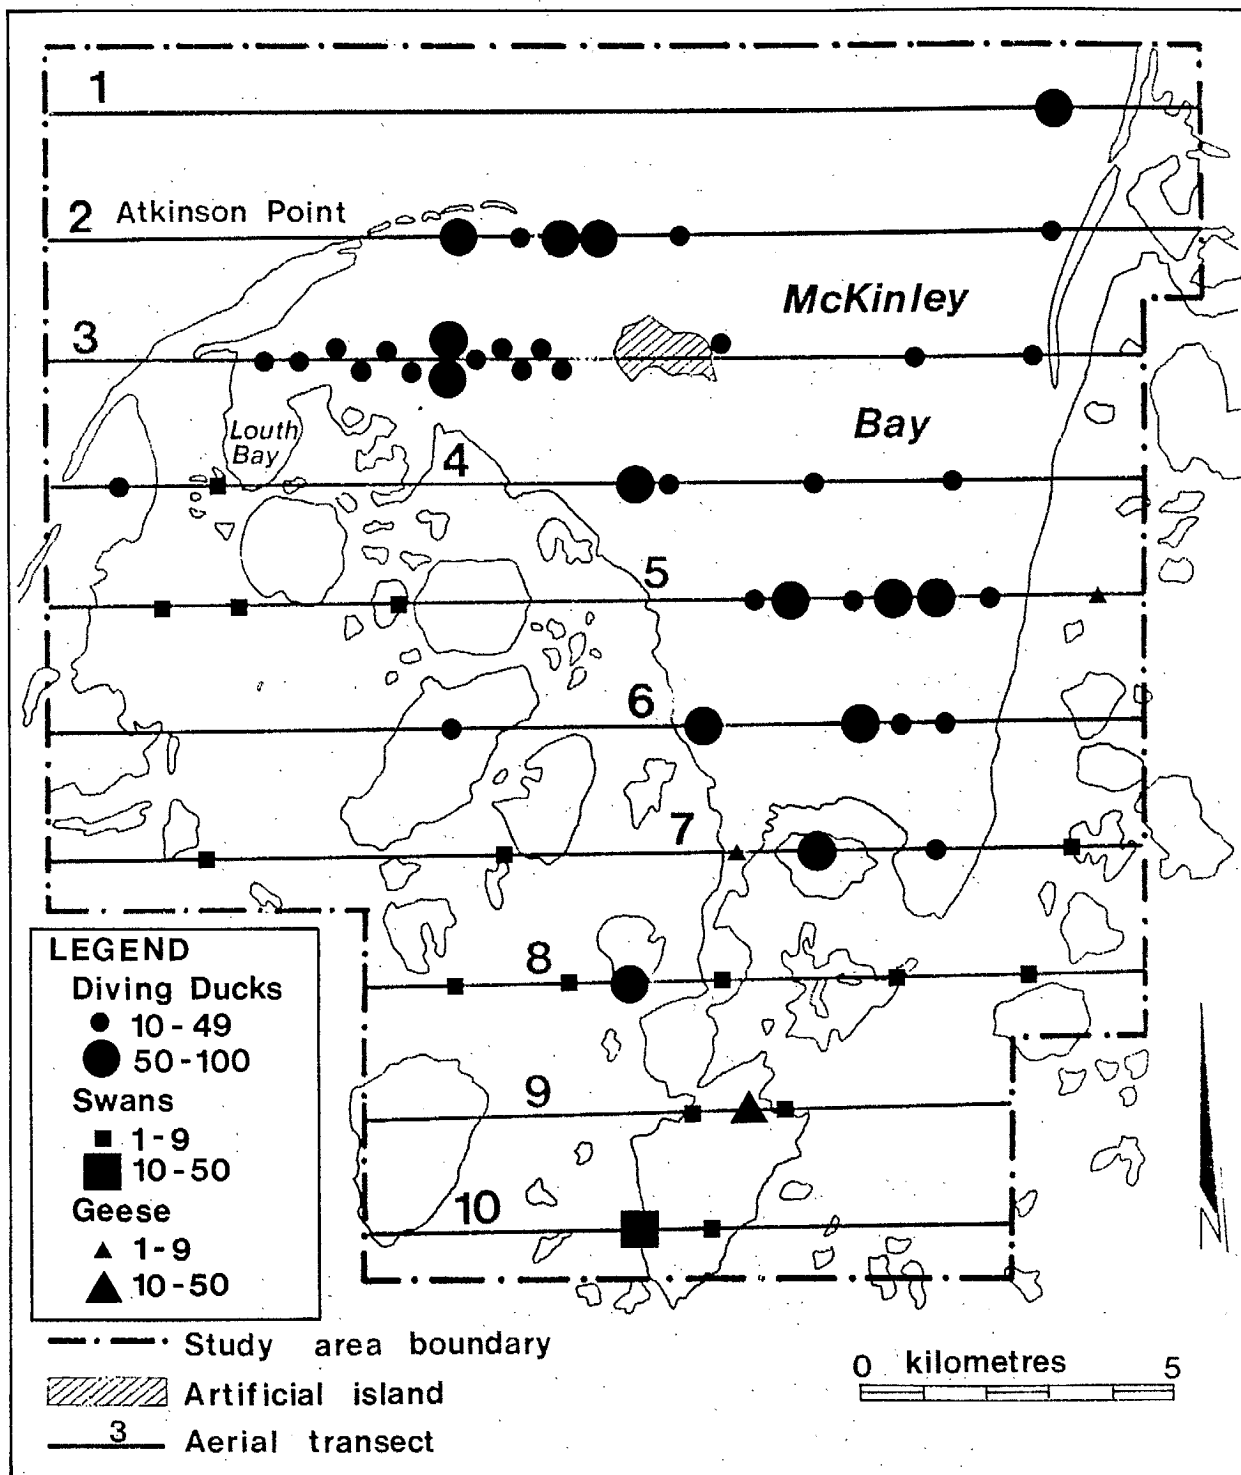 1
2 Atkinson Point
McKinley
3
Bay
Louth
Bay
4
5
6
7
8
9
10
LEGEND
Diving Ducks
10-49
50-100
Swans
1-9
10-50
Geese
1-9
10-50
Study area boundary
Artificial island
3 Aerial transect
0 kilometres 5
N